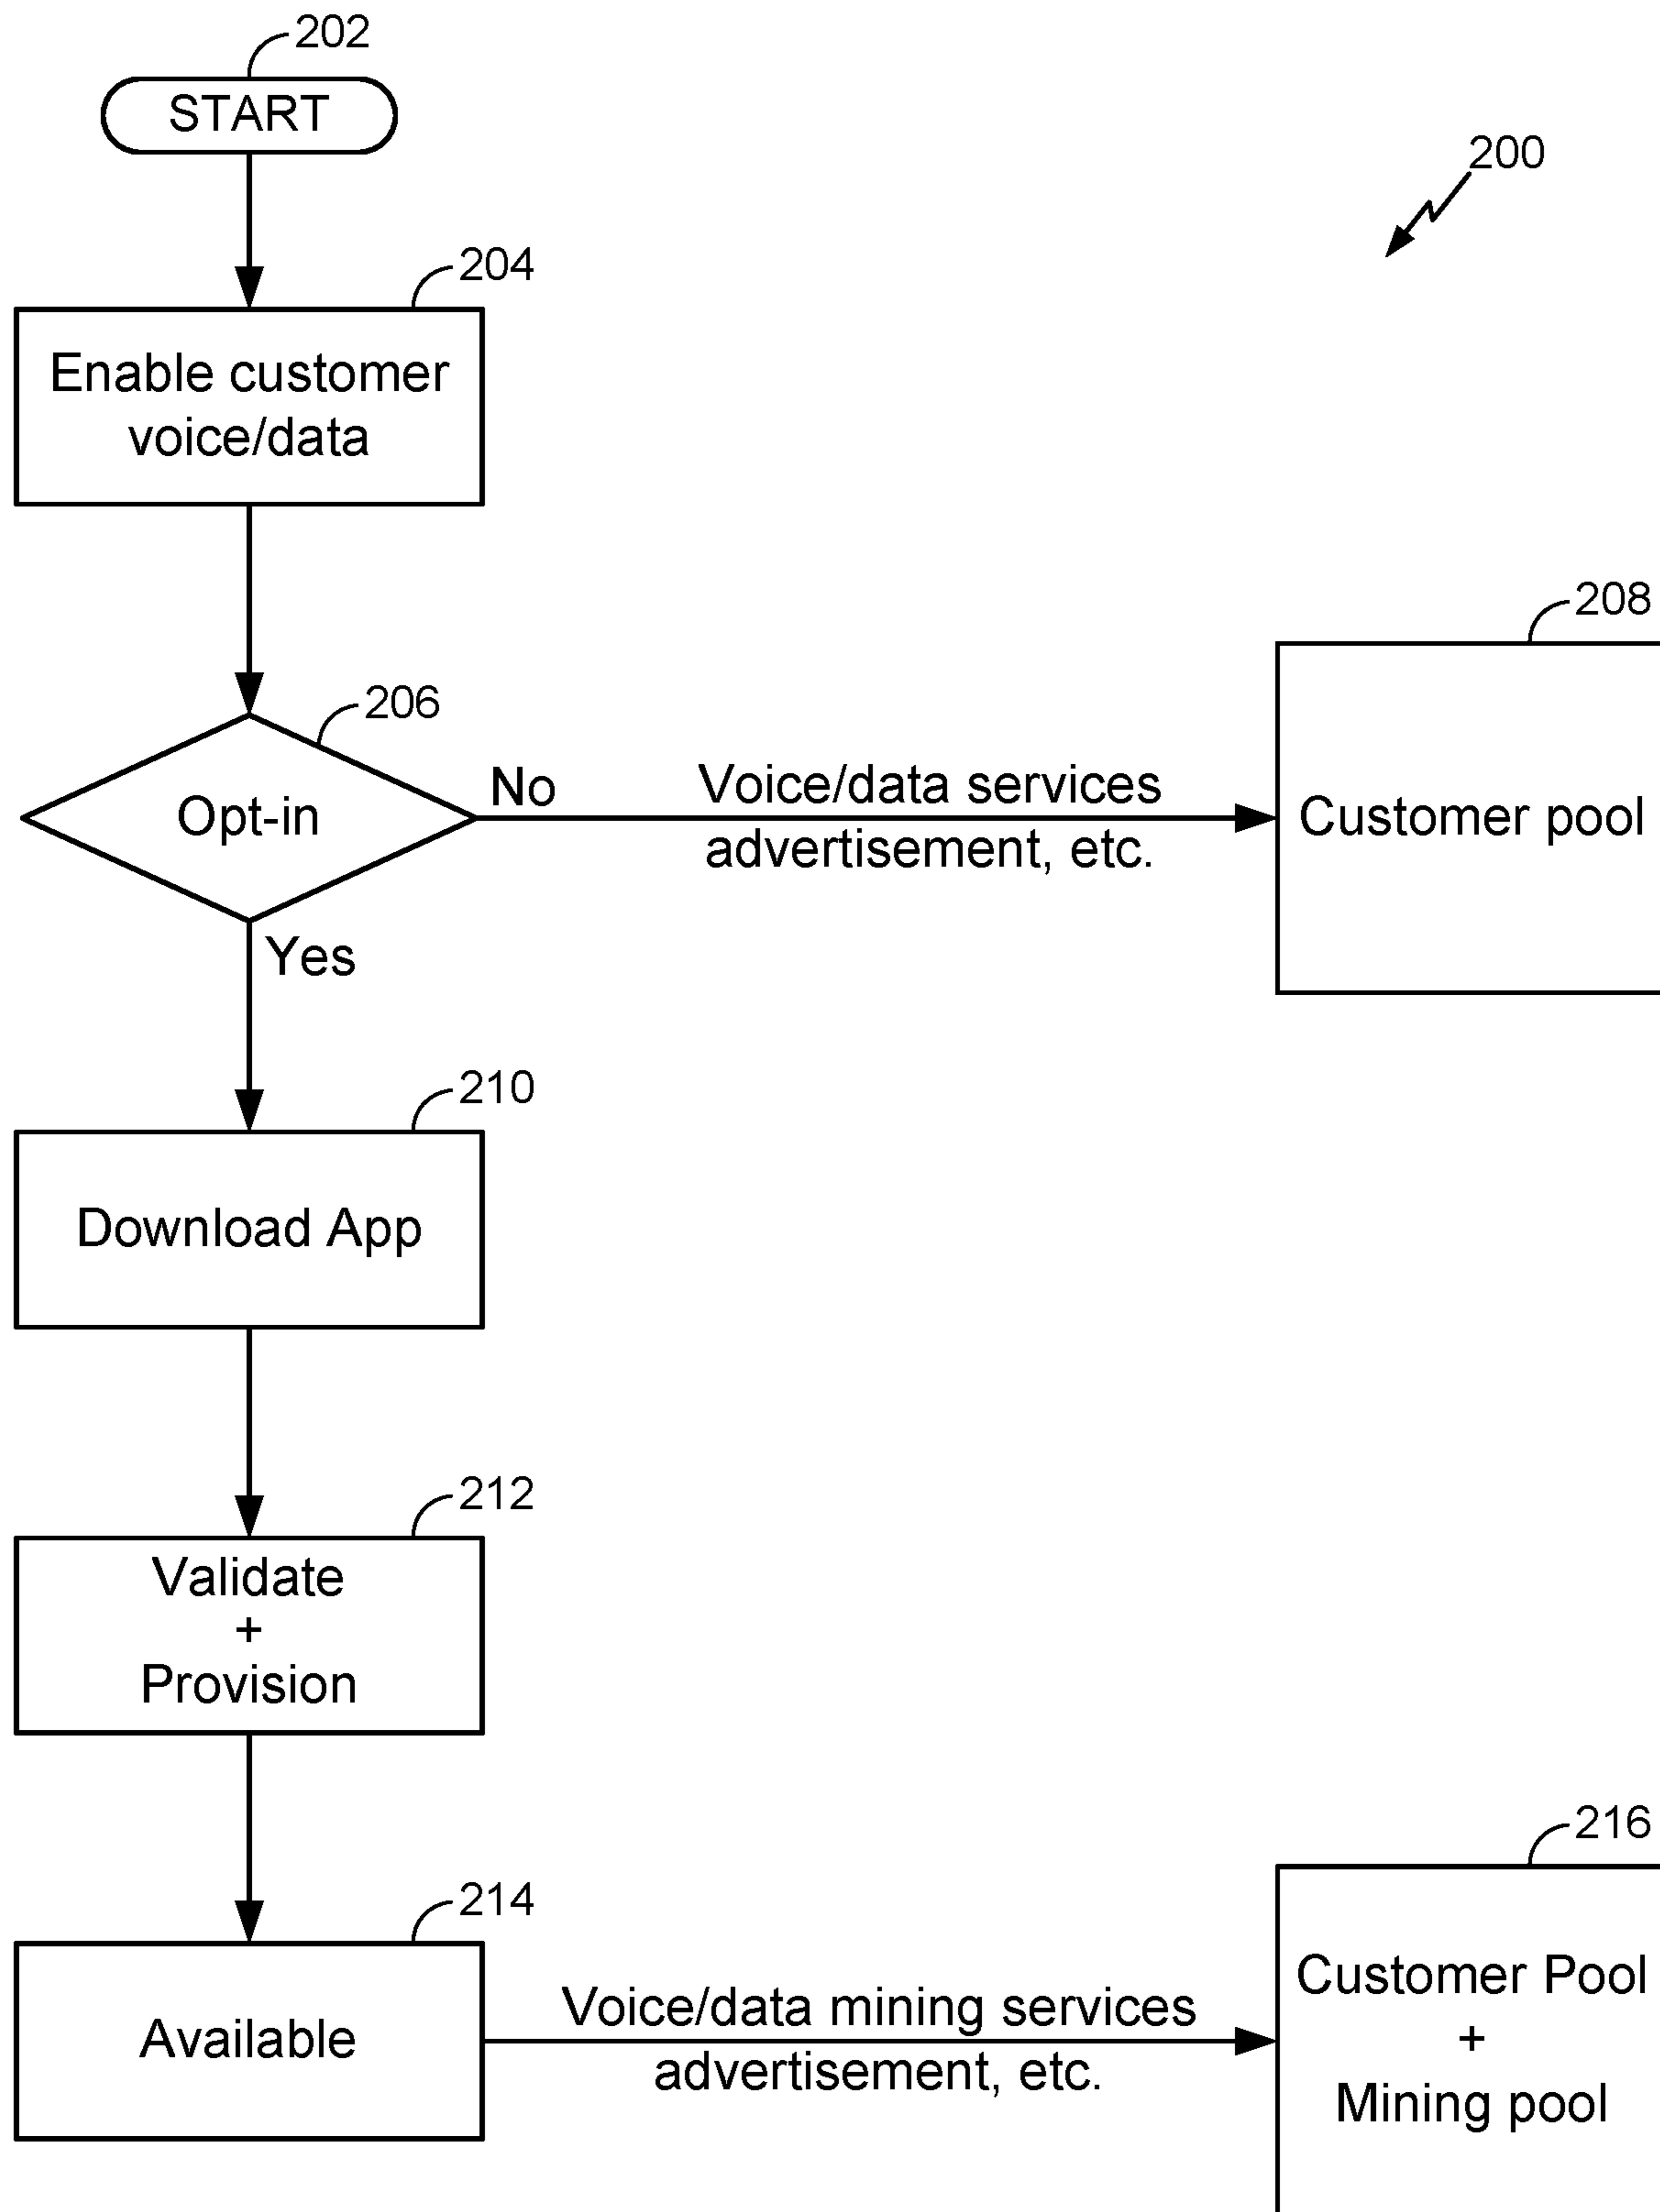 202
START
200
204
Enable customer
voice/data
206
Opt-in
No
Voice/data services
advertisement, etc.
208
Customer pool
Yes
210
Download App
212
Validate
+
Provision
214
Available
Voice/data mining services
advertisement, etc.
216
Customer Pool
+
Mining pool